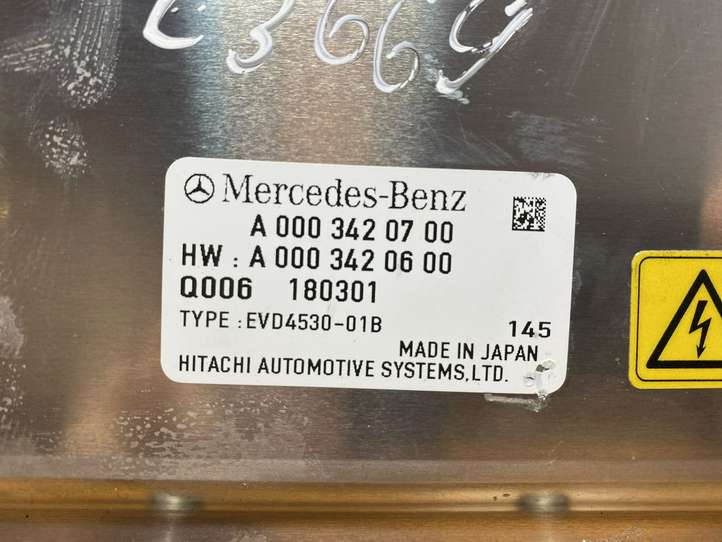 L3669
Mercedes-Benz
A 000 342 07 00
HW : A 000 342 06 00
Q006 180301
TYPE : EVD4530-01B
145
MADE IN JAPAN
HITACHI AUTOMOTIVE SYSTEMS,LTD.